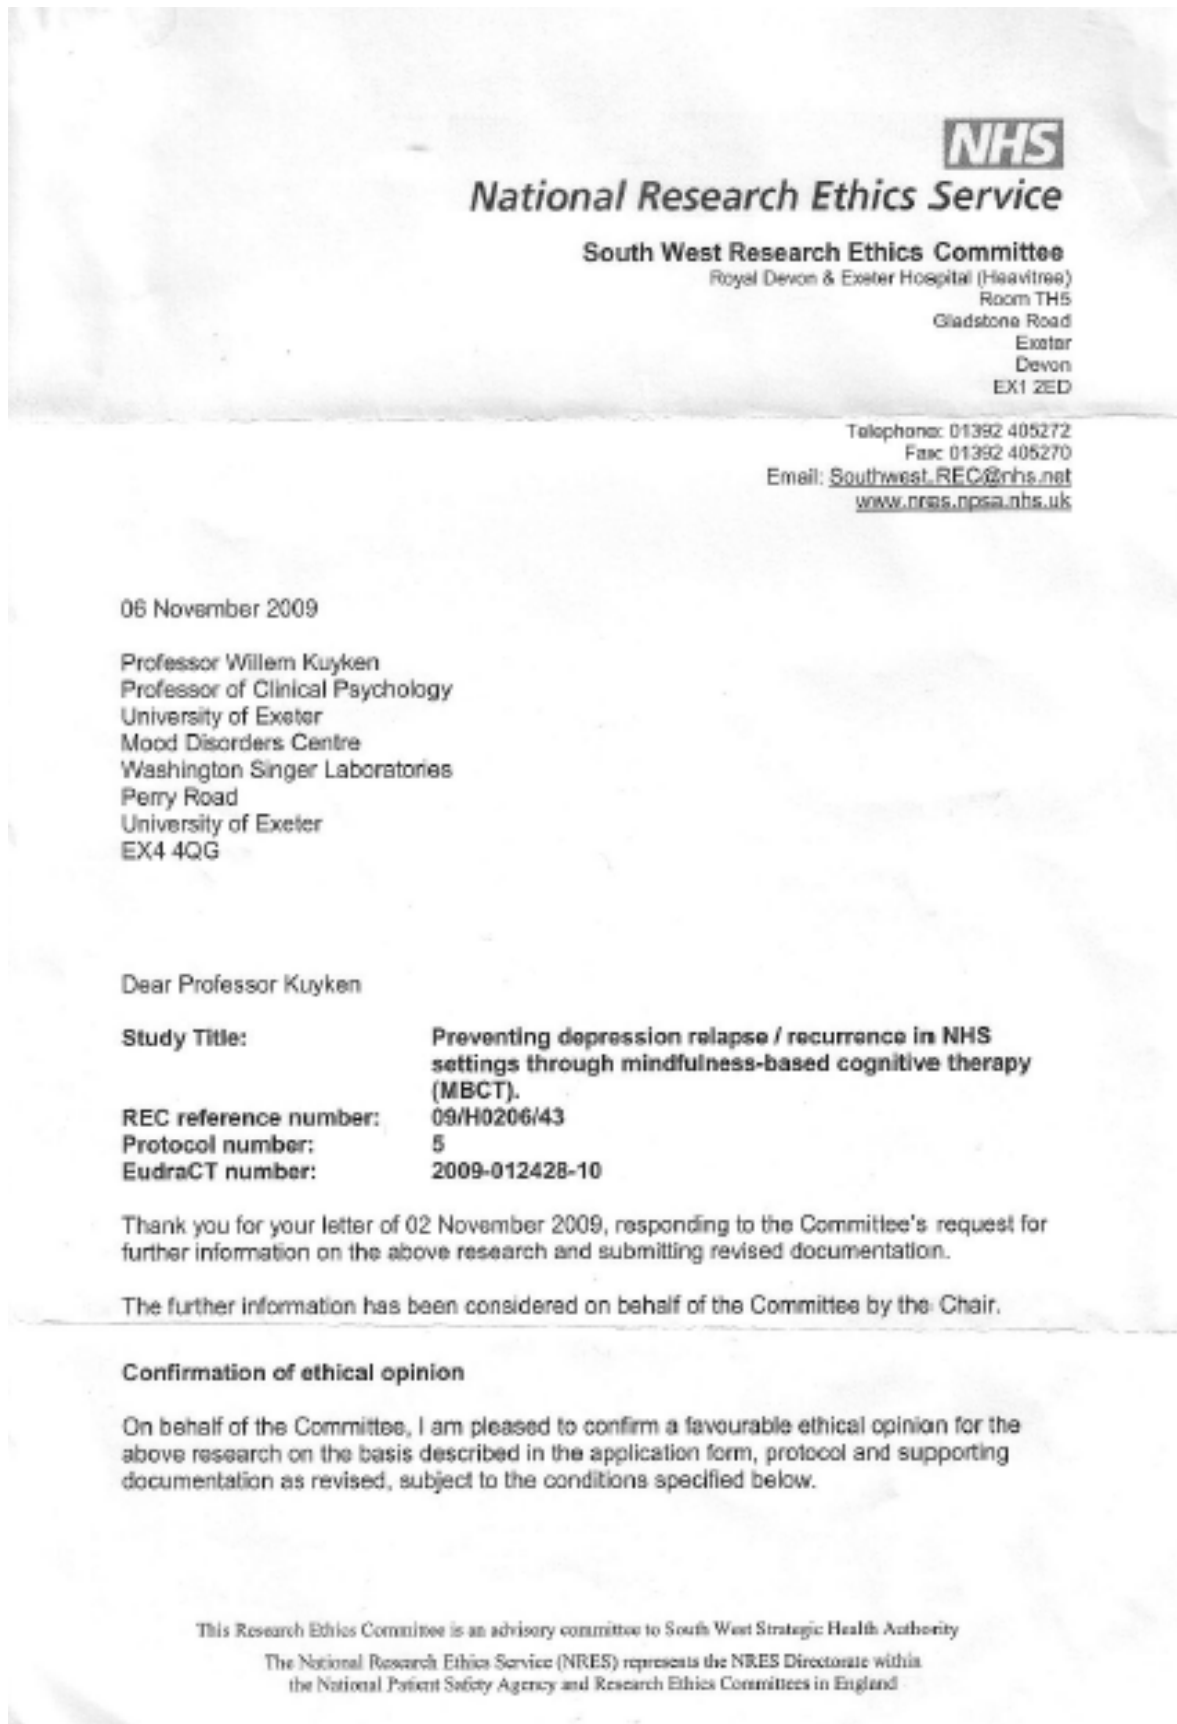 NHS
National Research Ethics Service
South West Research Ethics Committee
Royal Devon & Exeter Hospital (Heavitree)
Room TH5
Gladstone Road
Exeter
Devon
EX1 2ED
Telephone: 01392 405272
Fax: 01392 405270
Email: Southwest.REC@nhs.net
www.nres.npsa.nhs.uk
06 November 2009
Professor Willem Kuyken
Professor of Clinical Psychology
University of Exeter
Mood Disorders Centre
Washington Singer Laboratories
Perry Road
University of Exeter
EX4 4QG
Dear Professor Kuyken
Study Title: Preventing depression relapse / recurrence in NHS
settings through mindfulness-based cognitive therapy
(MBCT).
REC reference number: 09/H0206/43
Protocol number: 5
EudraCT number: 2009-012428-10
Thank you for your letter of 02 November 2009, responding to the Committee's request for
further information on the above research and submitting revised documentation.
The further information has been considered on behalf of the Committee by the Chair.
Confirmation of ethical opinion
On behalf of the Committee, I am pleased to confirm a favourable ethical opinion for the
above research on the basis described in the application form, protocol and supporting
documentation as revised, subject to the conditions specified below.
This Research Ethics Committee is an advisory committee to South West Strategic Health Authority
The National Research Ethics Service (NRES) represents the NRES Directorate within
the National Patient Safety Agency and Research Ethics Committees in England